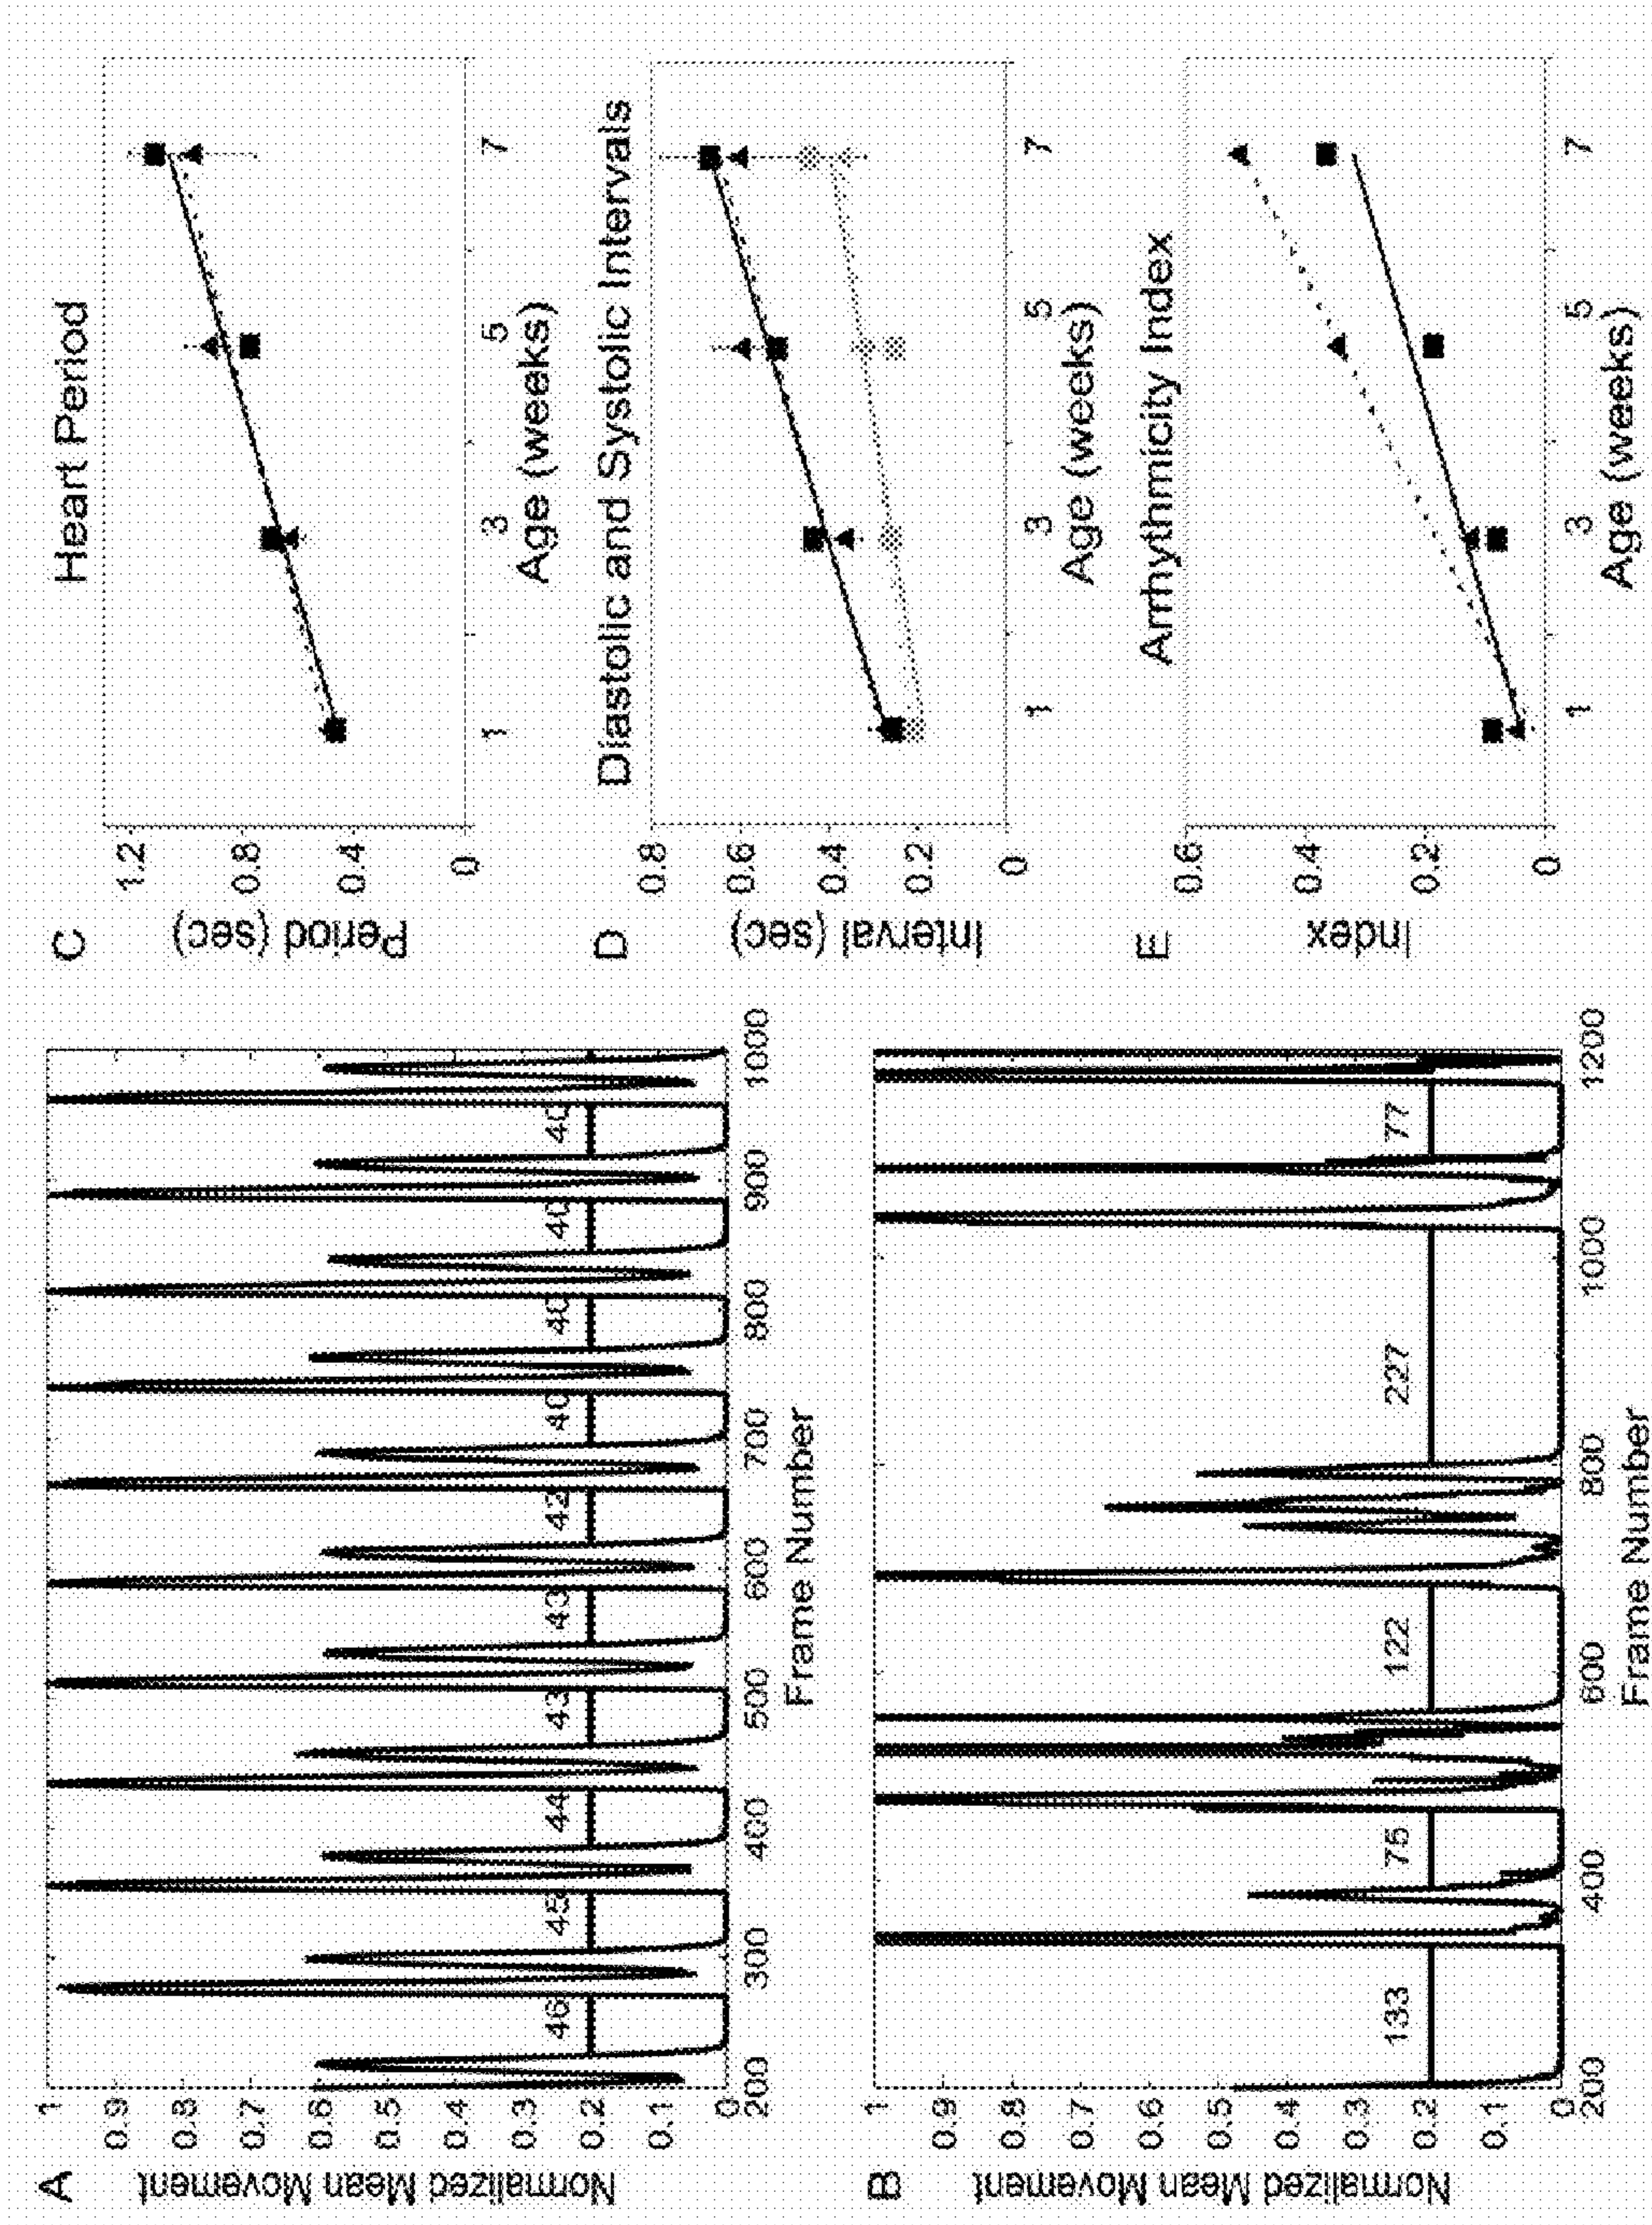 A
Normalized Mean Movement
1
0.9
0.8
0.7
0.6
0.5
0.4
0.3
0.2
0.1
0
46 45 44 43 43 42 40 40 40 40
200 300 400 500 600 700 800 900 1000
Frame Number
B
Normalized Mean Movement
1
0.9
0.8
0.7
0.6
0.5
0.4
0.3
0.2
0.1
0
133 75 122 227 77
200 400 600 800 1000 1200
Frame Number
C
Heart Period
Period (sec)
1.2
0.8
0.4
0
1 3 5 7
Age (weeks)
D
Diastolic and Systolic Intervals
Interval (sec)
0.8
0.6
0.4
0.2
0
1 3 5 7
Age (weeks)
E
Arrhythmicity Index
Index
0.6
0.4
0.2
0
1 3 5 7
Age (weeks)